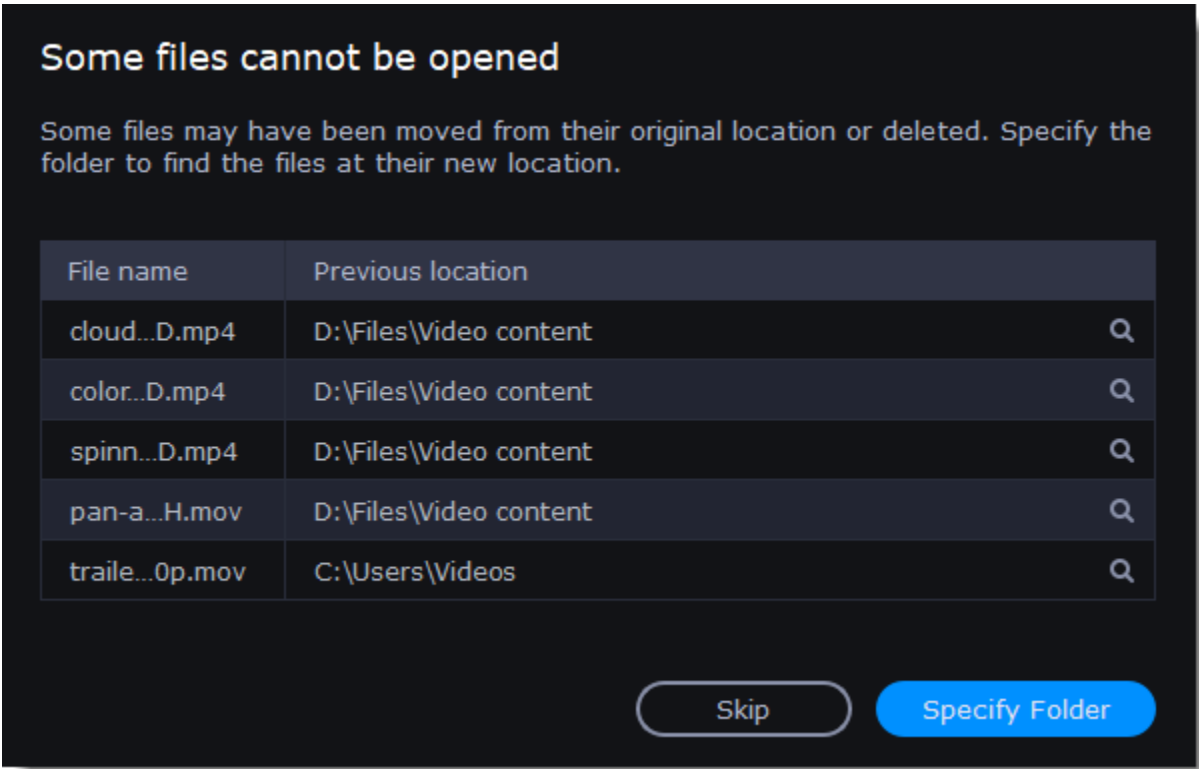 Some files cannot be opened
Some files may have been moved from their original location or deleted. Specify the
folder to find the files at their new location.
File name Previous location
cloud...D.mp4 D:\Files\Video content
color...D.mp4 D:\Files\Video content
spinn...D.mp4 D:\Files\Video content
pan-a...H.mov D:\Files\Video content
traile...0p.mov C:\Users\Videos
Skip Specify Folder